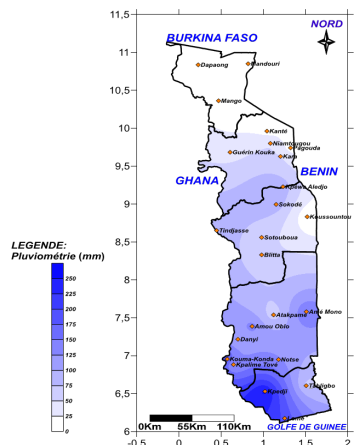 11.5
NORD
BURKINA FASO
11
Dapaong
Mandouri
10.5
Mango
10
Kanté
Niamtougou
Pagouda
Guérin Kouka
Kara
9.5
BENIN
GHANA
Aledjo
9
Sokodé
Koussountou
LEGENDE:
Pluviométrie (mm)
Tindjasse
8.5
Sotouboua
Blitta
250
225
200
175
150
125
100
75
50
25
0
8
7.5
Anié Mono
Atakpamé
Amou Oblo
Danyi
7
Kouma-Konda
Notse
Kpalime Tové
6.5
Tabligbo
Lomé
0Km 55Km 110Km
GOLFE DE GUINEE
6
-0.5 0 0.5 1 1.5 2